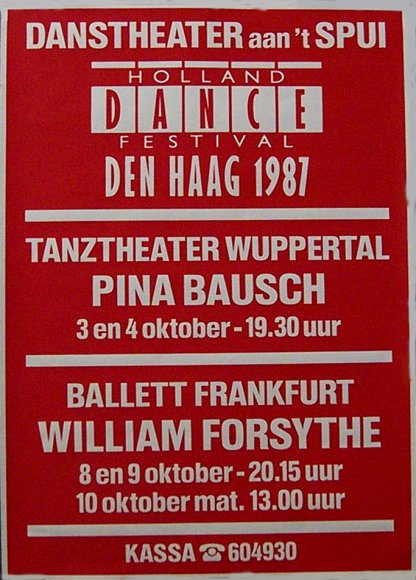 DANSTHEATER aan 't SPUI
HOLLAND
DANCE
FESTIVAL
DEN HAAG 1987
TANZTHEATER WUPPERTAL
PINA BAUSCH
3 en 4 oktober - 19.30 uur
BALLETT FRANKFURT
WILLIAM FORSYTHE
8 en 9 oktober - 20.15 uur
10 oktober mat. 13.00 uur
KASSA ☎ 604930